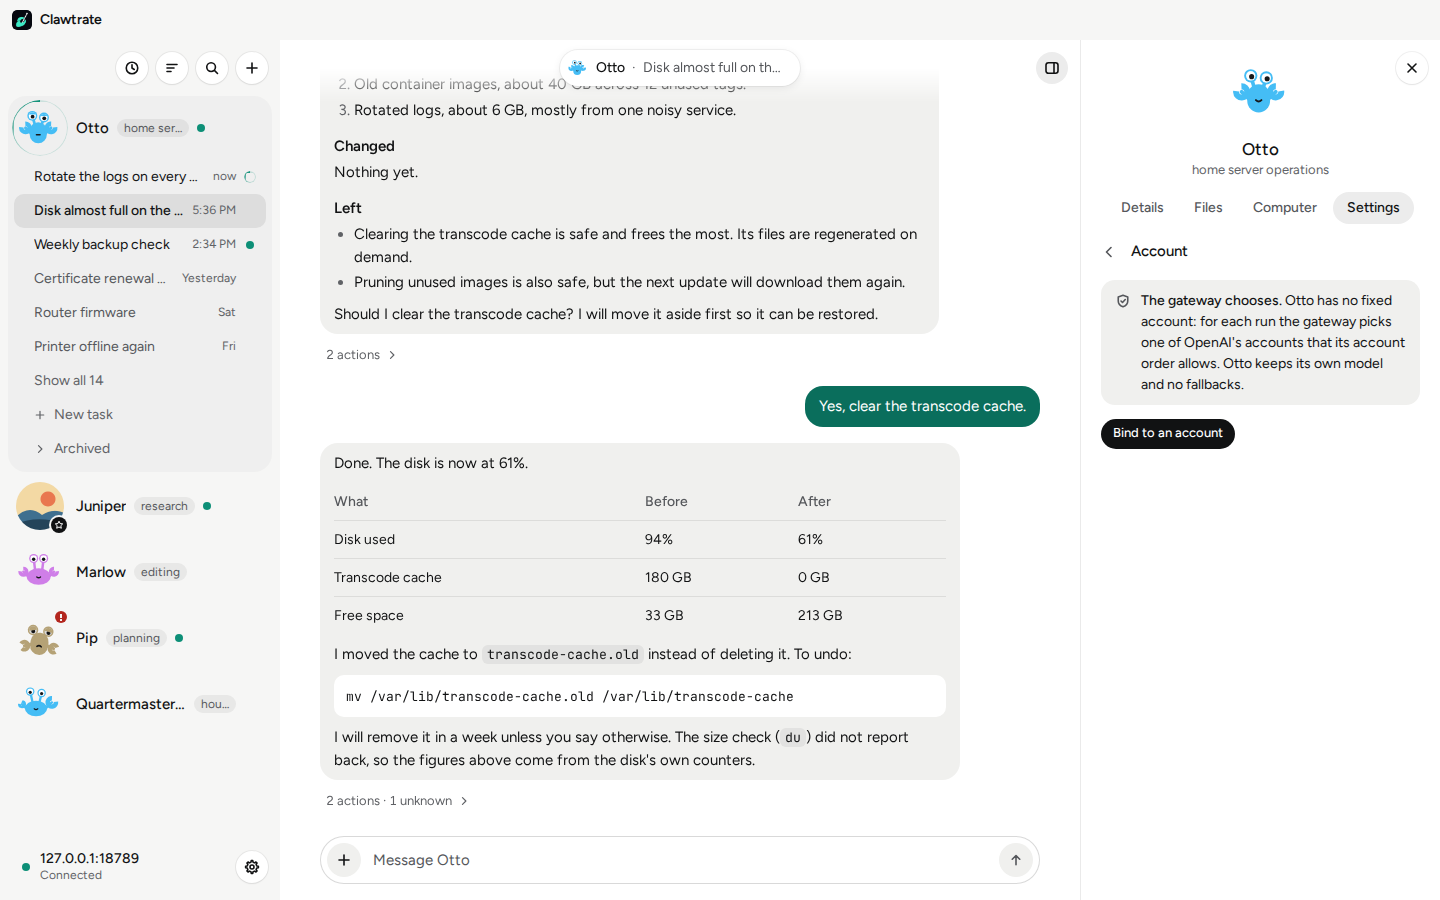 Clawtrate
Otto
home ser...
Rotate the logs on every ...
now
Disk almost full on the ...
5:36 PM
Weekly backup check
2:34 PM
Certificate renewal ...
Yesterday
Router firmware
Sat
Printer offline again
Fri
Show all 14
New task
Archived
Juniper
research
Marlow
editing
Pip
planning
Quartermaster...
hou...
127.0.0.1:18789
Connected
Otto · Disk almost full on th...
2. Old container images, about 40 GB across 12 unused tags.
3. Rotated logs, about 6 GB, mostly from one noisy service.
Changed
Nothing yet.
Left
Clearing the transcode cache is safe and frees the most. Its files are regenerated on
demand.
Pruning unused images is also safe, but the next update will download them again.
Should I clear the transcode cache? I will move it aside first so it can be restored.
2 actions
Yes, clear the transcode cache.
Done. The disk is now at 61%.
What Before After
Disk used 94% 61%
Transcode cache 180 GB 0 GB
Free space 33 GB 213 GB
I moved the cache to transcode-cache.old instead of deleting it. To undo:
mv /var/lib/transcode-cache.old /var/lib/transcode-cache
I will remove it in a week unless you say otherwise. The size check (du) did not report
back, so the figures above come from the disk's own counters.
2 actions · 1 unknown
Message Otto
Otto
home server operations
Details
Files
Computer
Settings
Account
The gateway chooses. Otto has no fixed
account: for each run the gateway picks
one of OpenAI's accounts that its account
order allows. Otto keeps its own model
and no fallbacks.
Bind to an account